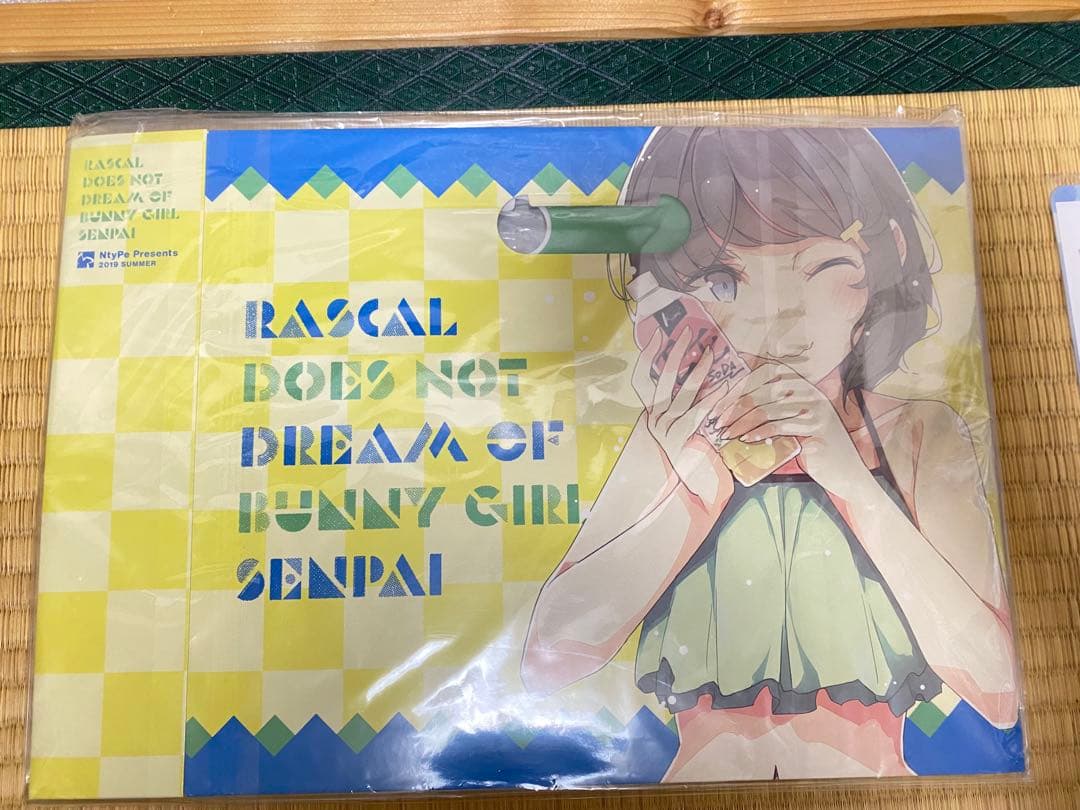 RASCAL
DOES NOT
DREAM OF
BUNNY GIRL
SENPAI
NtyPe Presents
2019 SUMMER
RASCAL
DOES NOT
DREAM OF
BUNNY GIRL
SENPAI
SODA